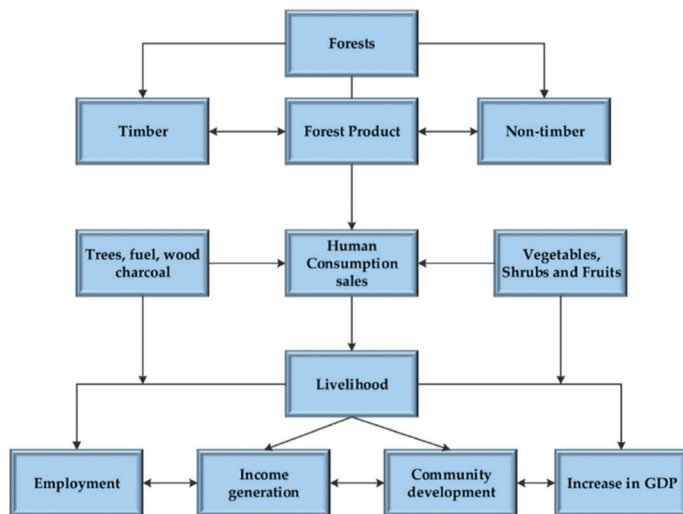 Forests
Timber
Forest Product
Non-timber
Trees, fuel, wood
charcoal
Human
Consumption
sales
Vegetables,
Shrubs and Fruits
Livelihood
Employment
Income
generation
Community
development
Increase in GDP